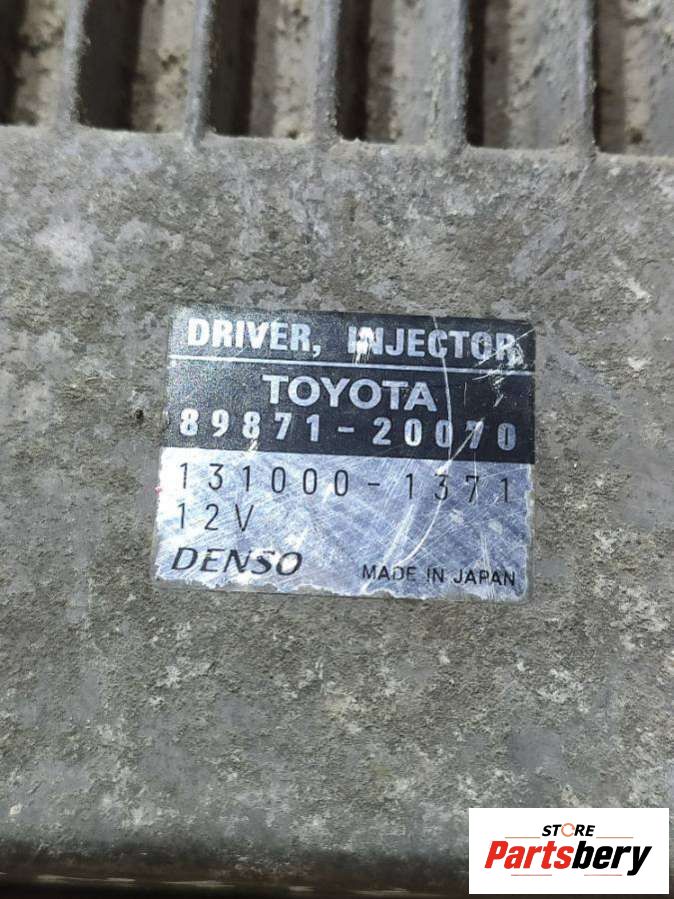 DRIVER, INJECTOR
TOYOTA
89871-20070
131000-1371
12V
DENSO MADE IN JAPAN
STORE
Partsbery